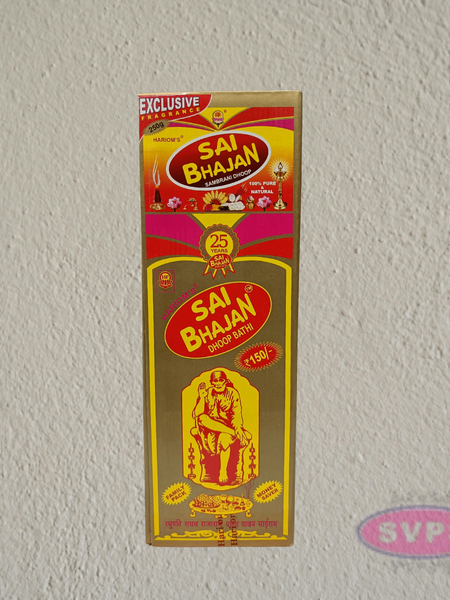 EXCLUSIVE
FRAGRANCE
250g
HARIOM'S
SAI
BHAJAN
SAMBRANI DHOOP
100% PURE
& NATURAL
25
YEARS
SAI
BHAJAN
SAI
BHAJAN
DHOOP BATHI
₹150/-
FAMILY
PACK
MONEY
SAVER
SVP